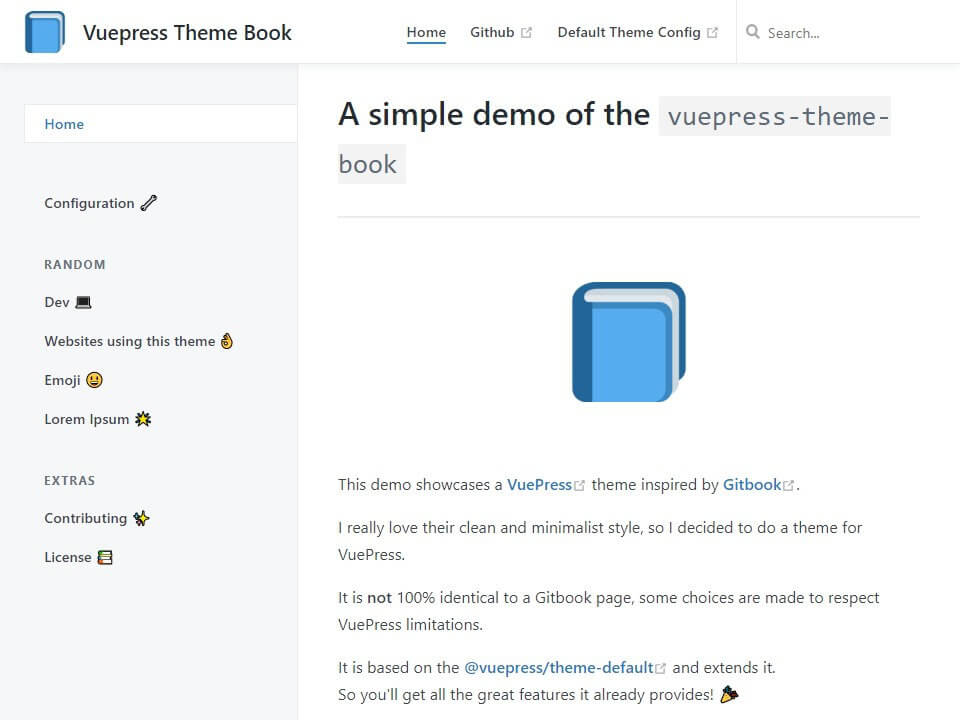 Vuepress Theme Book
Home
Github
Default Theme Config
Search...
Home
Configuration 🔧
RANDOM
Dev 💻
Websites using this theme 👌
Emoji 😀
Lorem Ipsum 🌟
EXTRAS
Contributing ✨
License 📚
A simple demo of the vuepress-theme-
book
This demo showcases a VuePress theme inspired by Gitbook.
I really love their clean and minimalist style, so I decided to do a theme for
VuePress.
It is not 100% identical to a Gitbook page, some choices are made to respect
VuePress limitations.
It is based on the @vuepress/theme-default and extends it.
So you'll get all the great features it already provides! 🎉